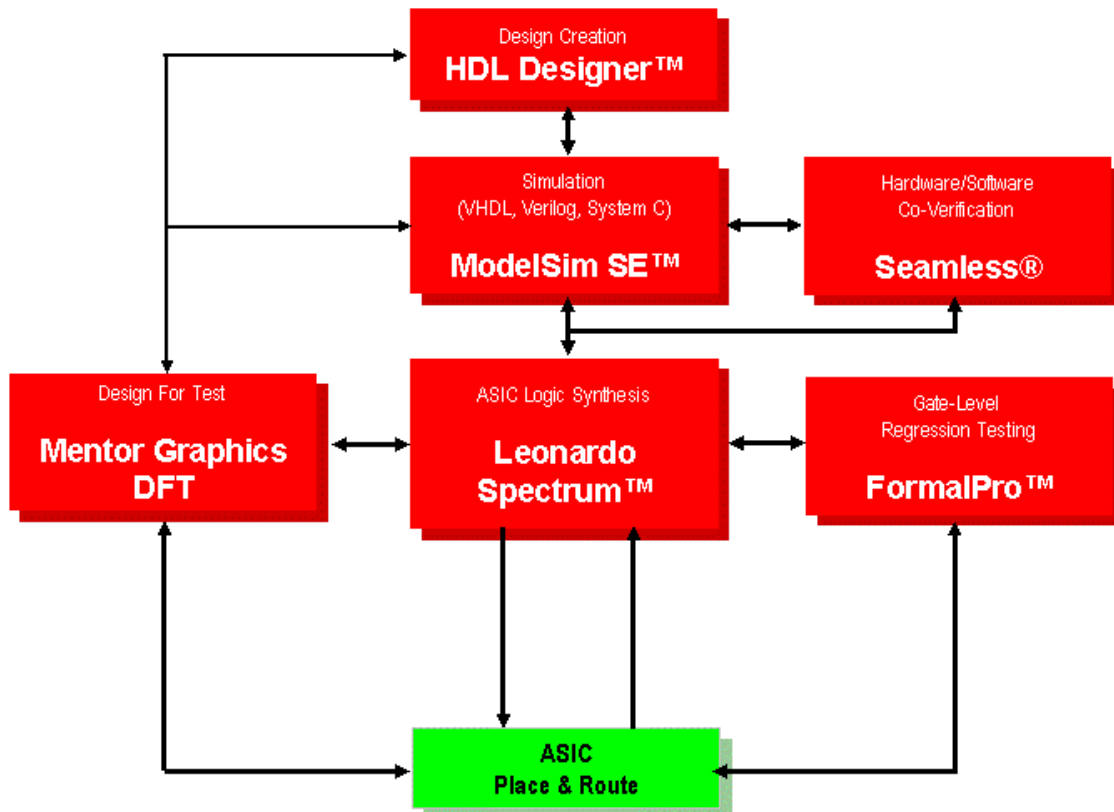 Design Creation
HDL Designer™
Simulation
(VHDL, Verilog, System C)
ModelSim SE™
Hardware/Software
Co-Verification
Seamless®
Design For Test
Mentor Graphics
DFT
ASIC Logic Synthesis
Leonardo
Spectrum™
Gate-Level
Regression Testing
FormalPro™
ASIC
Place & Route